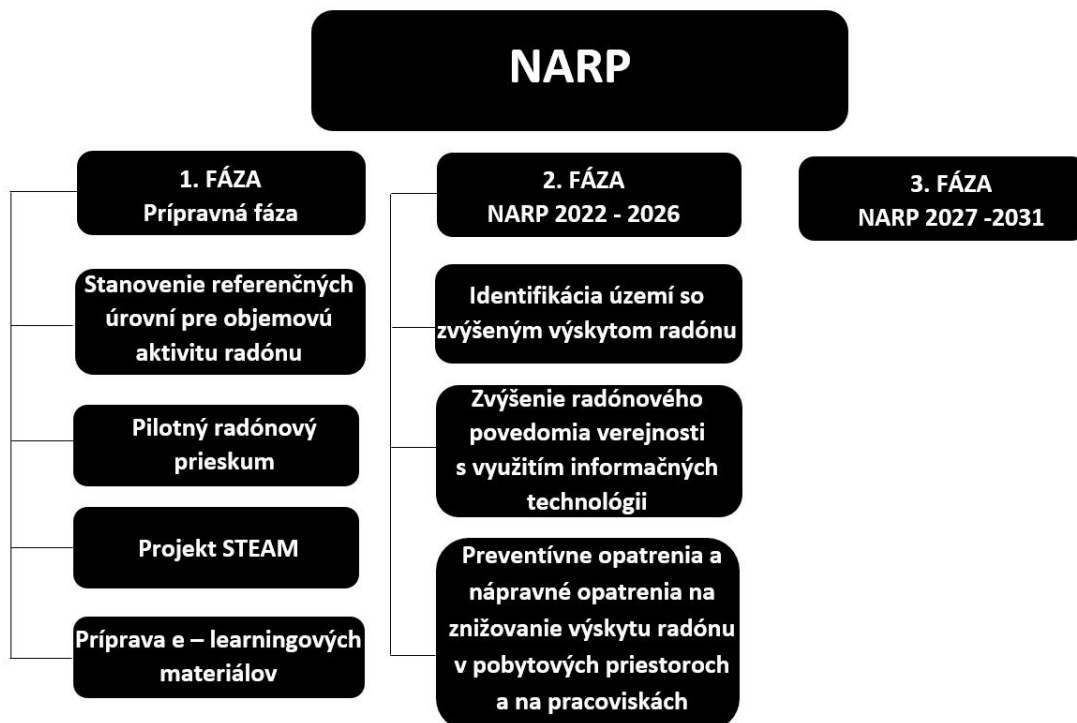 NARP
1. FÁZA
Prípravná fáza
Stanovenie referenčných
úrovní pre objemovú
aktivitu radónu
Pilotný radónový
prieskum
Projekt STEAM
Príprava e – learningových
materiálov
2. FÁZA
NARP 2022 - 2026
Identifikácia území so
zvýšeným výskytom radónu
Zvýšenie radónového
povedomia verejnosti
s využitím informačných
technológii
Preventívne opatrenia a
nápravné opatrenia na
znižovanie výskytu radónu
v pobytových priestoroch
a na pracoviskách
3. FÁZA
NARP 2027 -2031